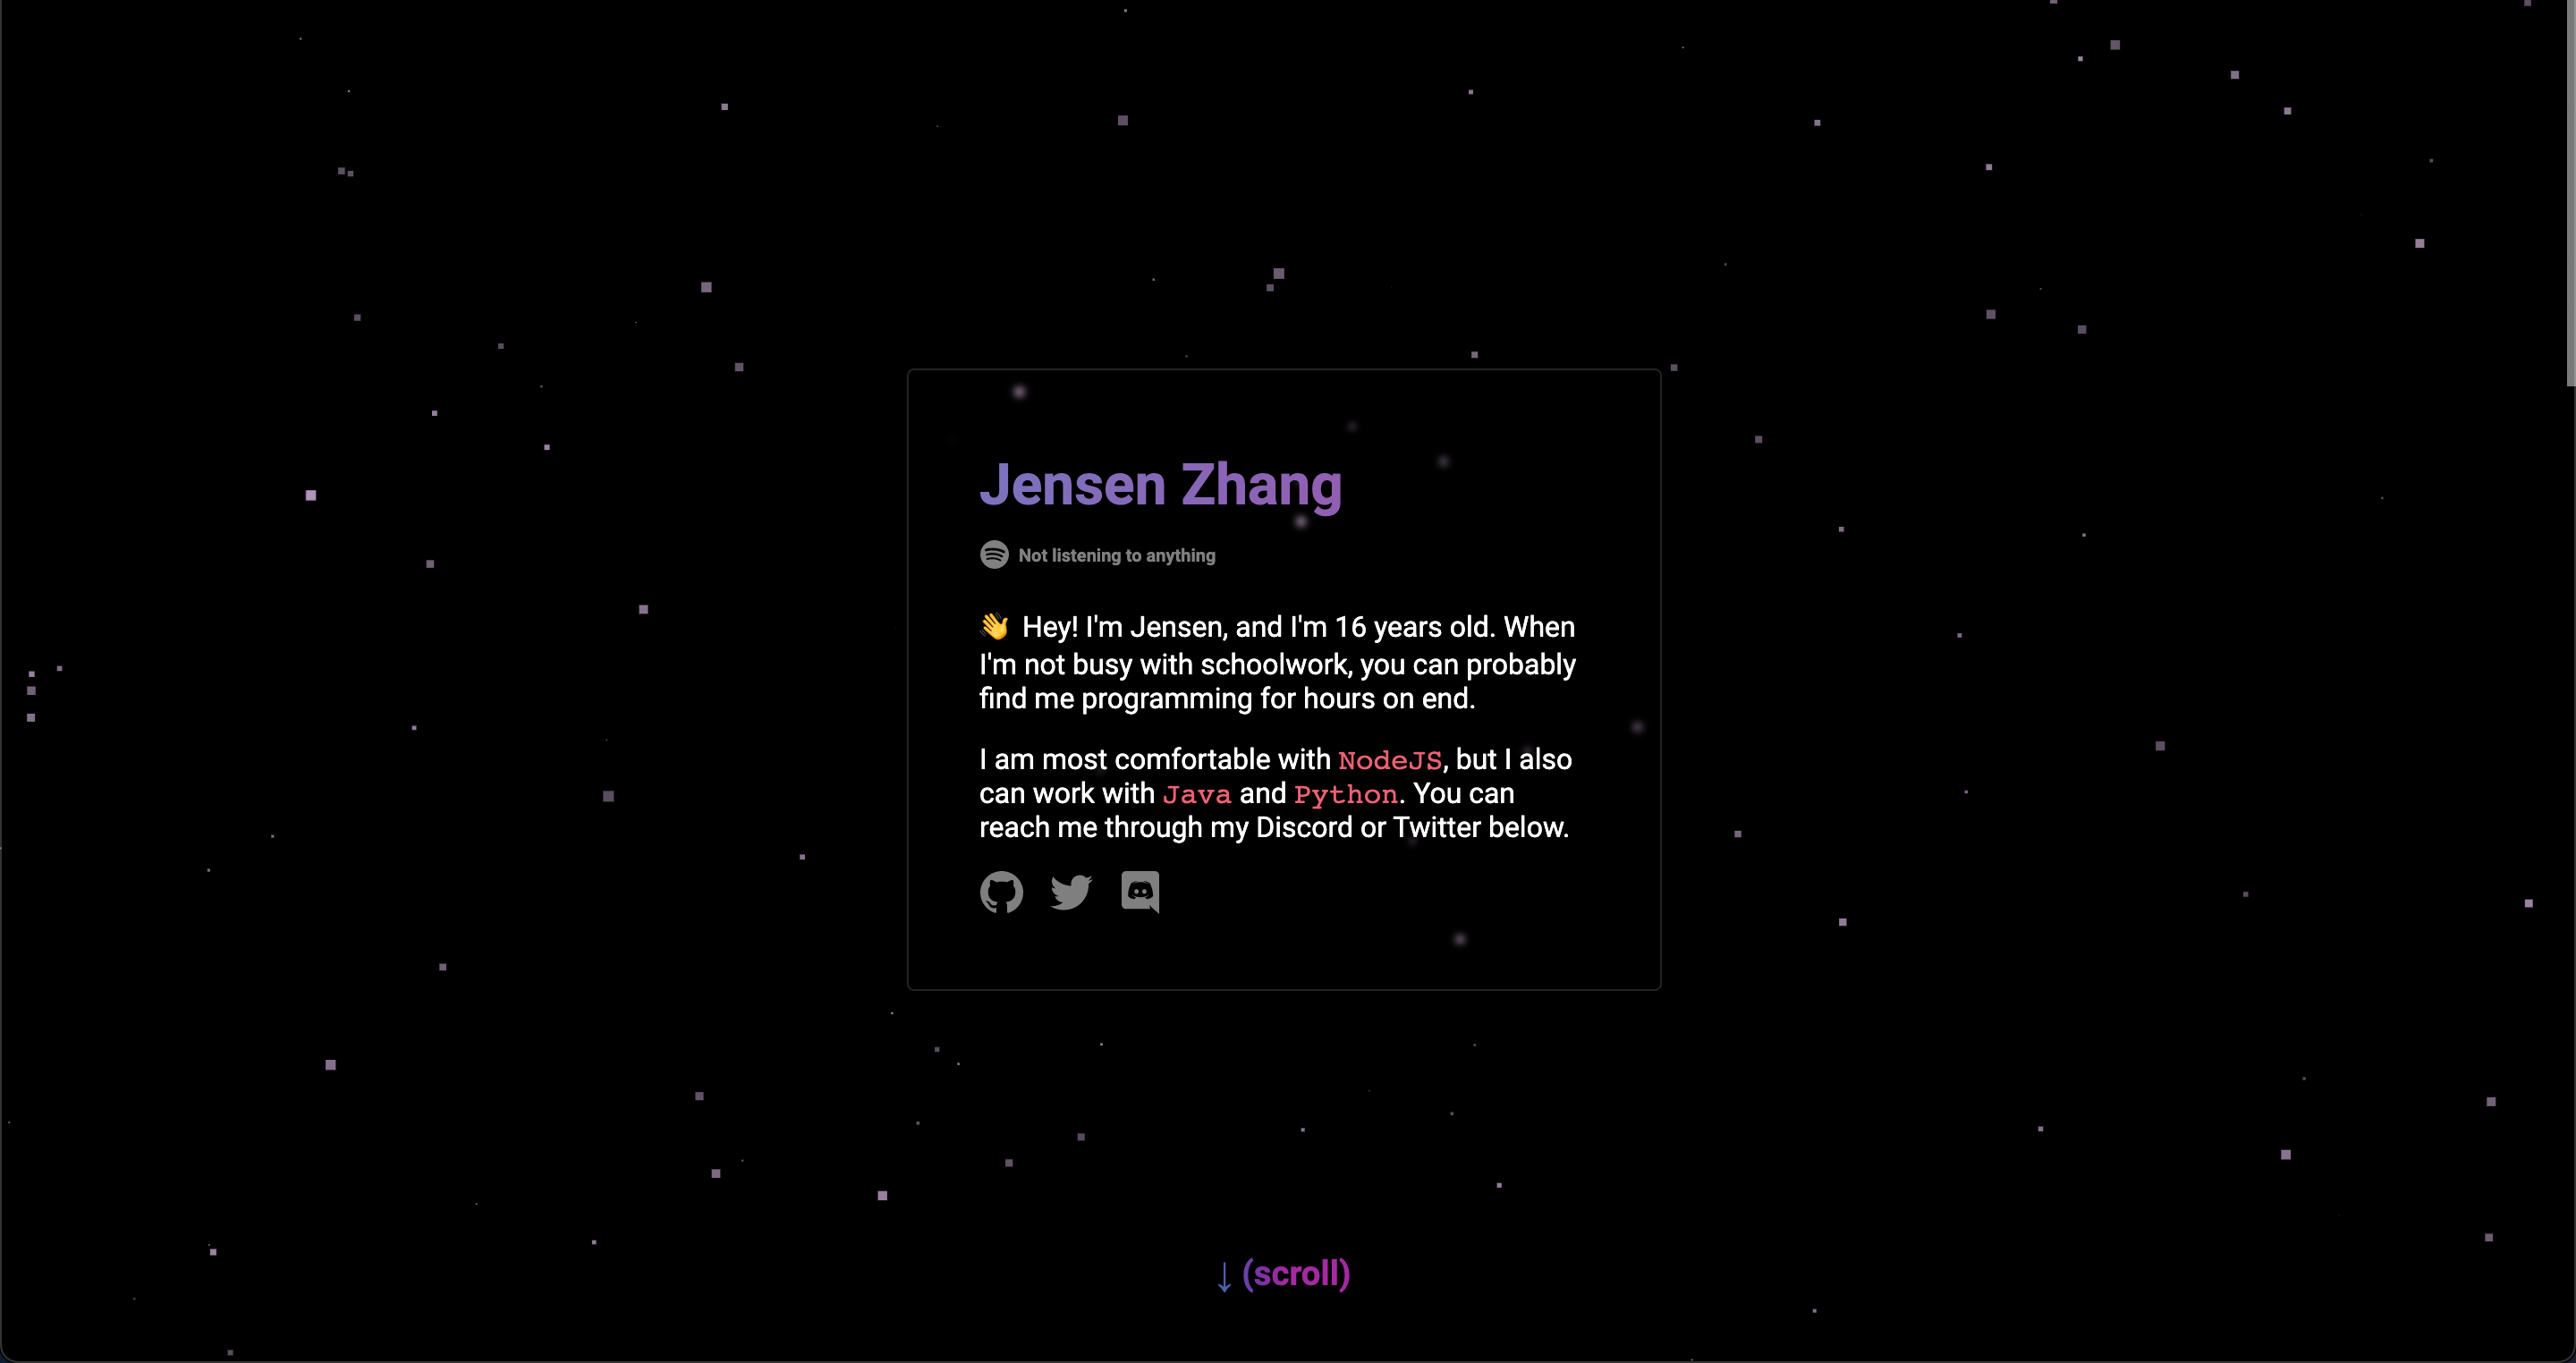 Jensen Zhang
Not listening to anything
👋 Hey! I'm Jensen, and I'm 16 years old. When
I'm not busy with schoolwork, you can probably
find me programming for hours on end.
I am most comfortable with NodeJS, but I also
can work with Java and Python. You can
reach me through my Discord or Twitter below.
↓ (scroll)